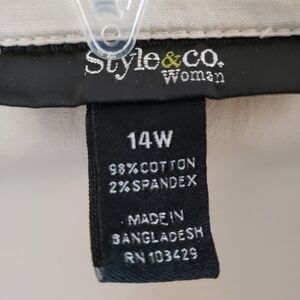 Style&co.
Woman
14W
98%COTTON
2%SPANDEX
MADE IN
BANGLADESH
RN 103429